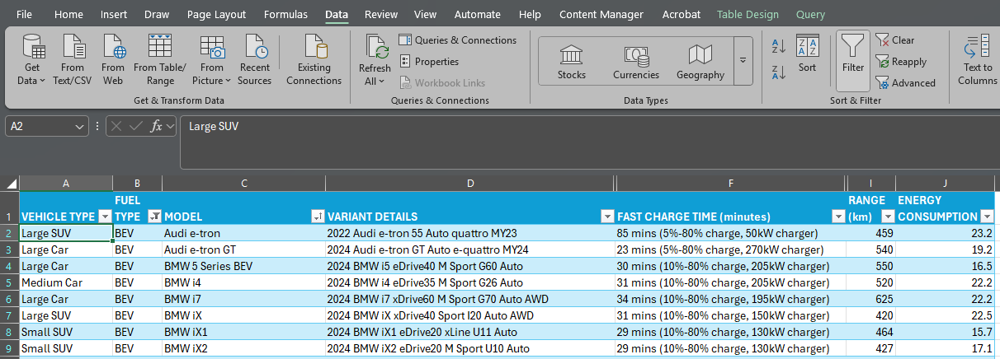 File Home Insert Draw Page Layout Formulas Data Review View Automate Help Content Manager Acrobat Table Design Query
Get Data
From Text/CSV
From Web
From Table/ Range
From Picture
Recent Sources
Existing Connections
Get & Transform Data
Refresh All
Queries & Connections
Properties
Workbook Links
Queries & Connections
Stocks
Currencies
Geography
Data Types
Sort
Filter
Clear
Reapply
Advanced
Sort & Filter
Text to Columns
A2 fx Large SUV
A B C D F I J
1 VEHICLE TYPE FUEL TYPE MODEL VARIANT DETAILS FAST CHARGE TIME (minutes) RANGE (km) ENERGY CONSUMPTION
2 Large SUV BEV Audi e-tron 2022 Audi e-tron 55 Auto quattro MY23 85 mins (5%-80% charge, 50kW charger) 459 23.2
3 Large Car BEV Audi e-tron GT 2024 Audi e-tron GT Auto e-quattro MY24 23 mins (5%-80% charge, 270kW charger) 540 19.2
4 Large Car BEV BMW 5 Series BEV 2024 BMW i5 eDrive40 M Sport G60 Auto 30 mins (10%-80% charge, 205kW charger) 550 16.5
5 Medium Car BEV BMW i4 2024 BMW i4 eDrive35 M Sport G26 Auto 31 mins (10%-80% charge, 205kW charger) 520 22.2
6 Large Car BEV BMW i7 2024 BMW i7 xDrive60 M Sport G70 Auto AWD 34 mins (10%-80% charge, 195kW charger) 625 22.2
7 Large SUV BEV BMW iX 2024 BMW iX xDrive40 Sport I20 Auto AWD 31 mins (10%-80% charge, 150kW charger) 420 22.5
8 Small SUV BEV BMW iX1 2024 BMW iX1 eDrive20 xLine U11 Auto 29 mins (10%-80% charge, 130kW charger) 464 15.7
9 Small SUV BEV BMW iX2 2024 BMW iX2 eDrive20 M Sport U10 Auto 29 mins (10%-80% charge, 130kW charger) 427 17.1